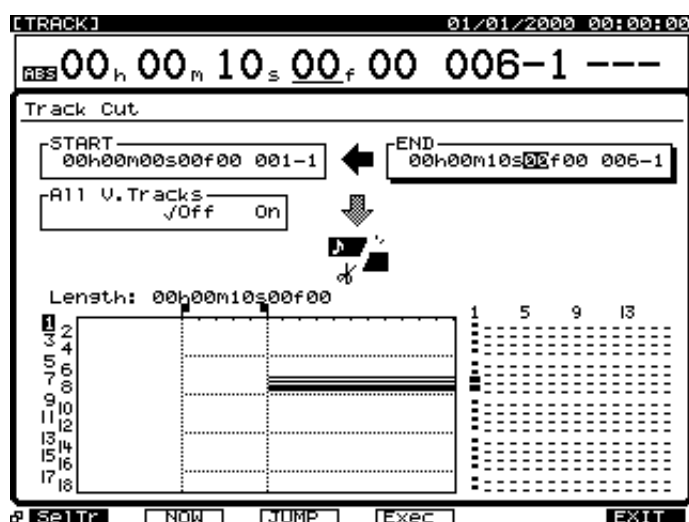 [TRACK] 01/01/2000 00:00:00
ABS 00h 00m 10s 00f 00 006-1 ---
Track Cut
START END
00h00m00s00f00 001-1 00h00m10s00f00 006-1
All V.Tracks
√Off On
Length: 00h00m10s00f00
1 5 9 13
1
2
3
4
5
6
7
8
9
10
11
12
13
14
15
16
17
18
SelTr NOW JUMP Exec EXIT